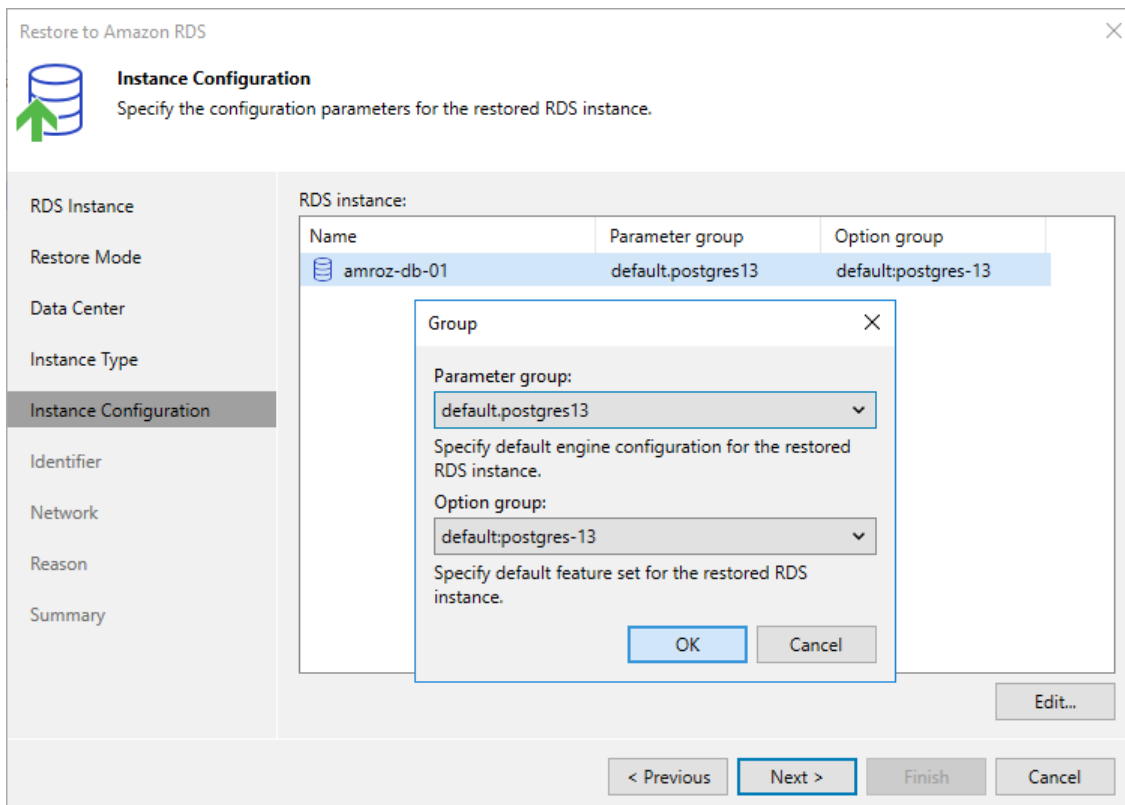 Restore to Amazon RDS
Instance Configuration
Specify the configuration parameters for the restored RDS instance.
RDS Instance
Restore Mode
Data Center
Instance Type
Instance Configuration
Identifier
Network
Reason
Summary
RDS instance:
Name Parameter group Option group
amroz-db-01 default.postgres13 default:postgres-13
Group
Parameter group:
default.postgres13
Specify default engine configuration for the restored
RDS instance.
Option group:
default:postgres-13
Specify default feature set for the restored RDS
instance.
OK Cancel
Edit...
< Previous Next > Finish Cancel